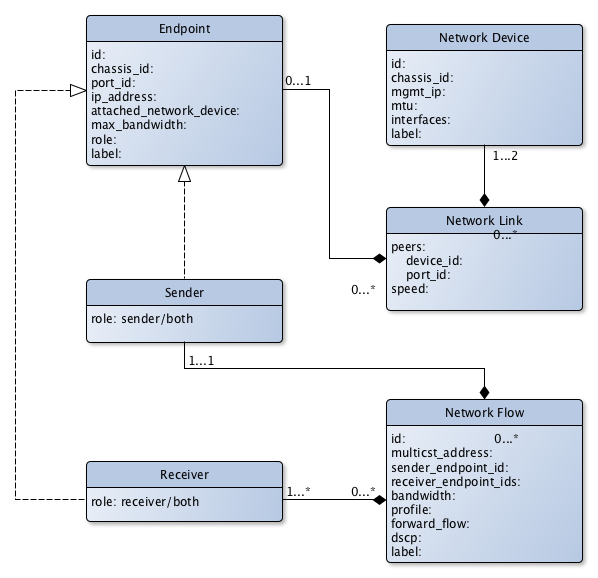 Endpoint
id:
chassis_id:
port_id:
ip_address:
attached_network_device:
max_bandwidth:
role:
label:
0...1
Network Device
id:
chassis_id:
mgmt_ip:
mtu:
interfaces:
label:
1...2
Network Link
0...*
peers:
device_id:
port_id:
speed:
0...*
Sender
role: sender/both
1...1
Network Flow
id:
0...*
multicst_address:
sender_endpoint_id:
receiver_endpoint_ids:
bandwidth:
profile:
forward_flow:
dscp:
label:
Receiver
role: receiver/both
1...*
0...*